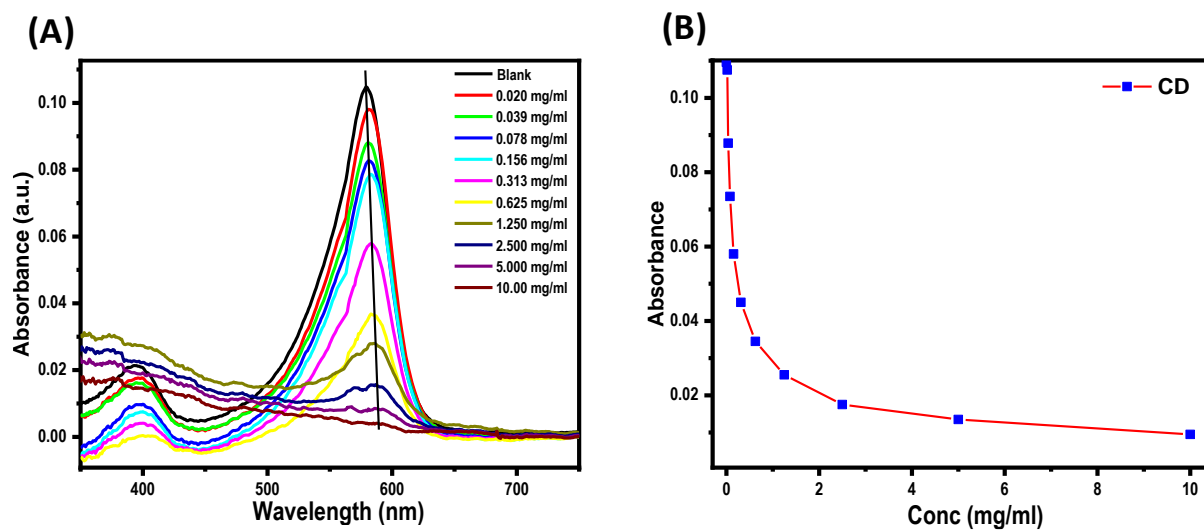 (A)
Absorbance (a.u.)
0.10
0.08
0.06
0.04
0.02
0.00
Blank
0.020 mg/ml
0.039 mg/ml
0.078 mg/ml
0.156 mg/ml
0.313 mg/ml
0.625 mg/ml
1.250 mg/ml
2.500 mg/ml
5.000 mg/ml
10.00 mg/ml
400 500 600 700
Wavelength (nm)
(B)
Absorbance
0.10
0.08
0.06
0.04
0.02
CD
0 2 4 6 8 10
Conc (mg/ml)